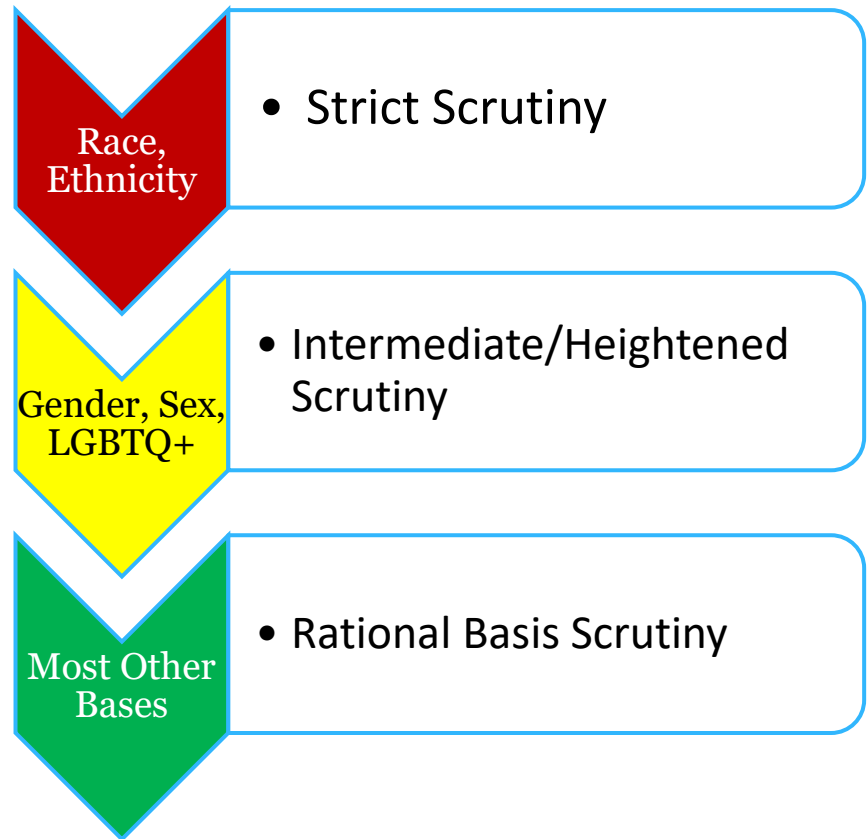 Race,
Ethnicity
• Strict Scrutiny
Gender, Sex,
LGBTQ+
• Intermediate/Heightened
Scrutiny
Most Other
Bases
• Rational Basis Scrutiny